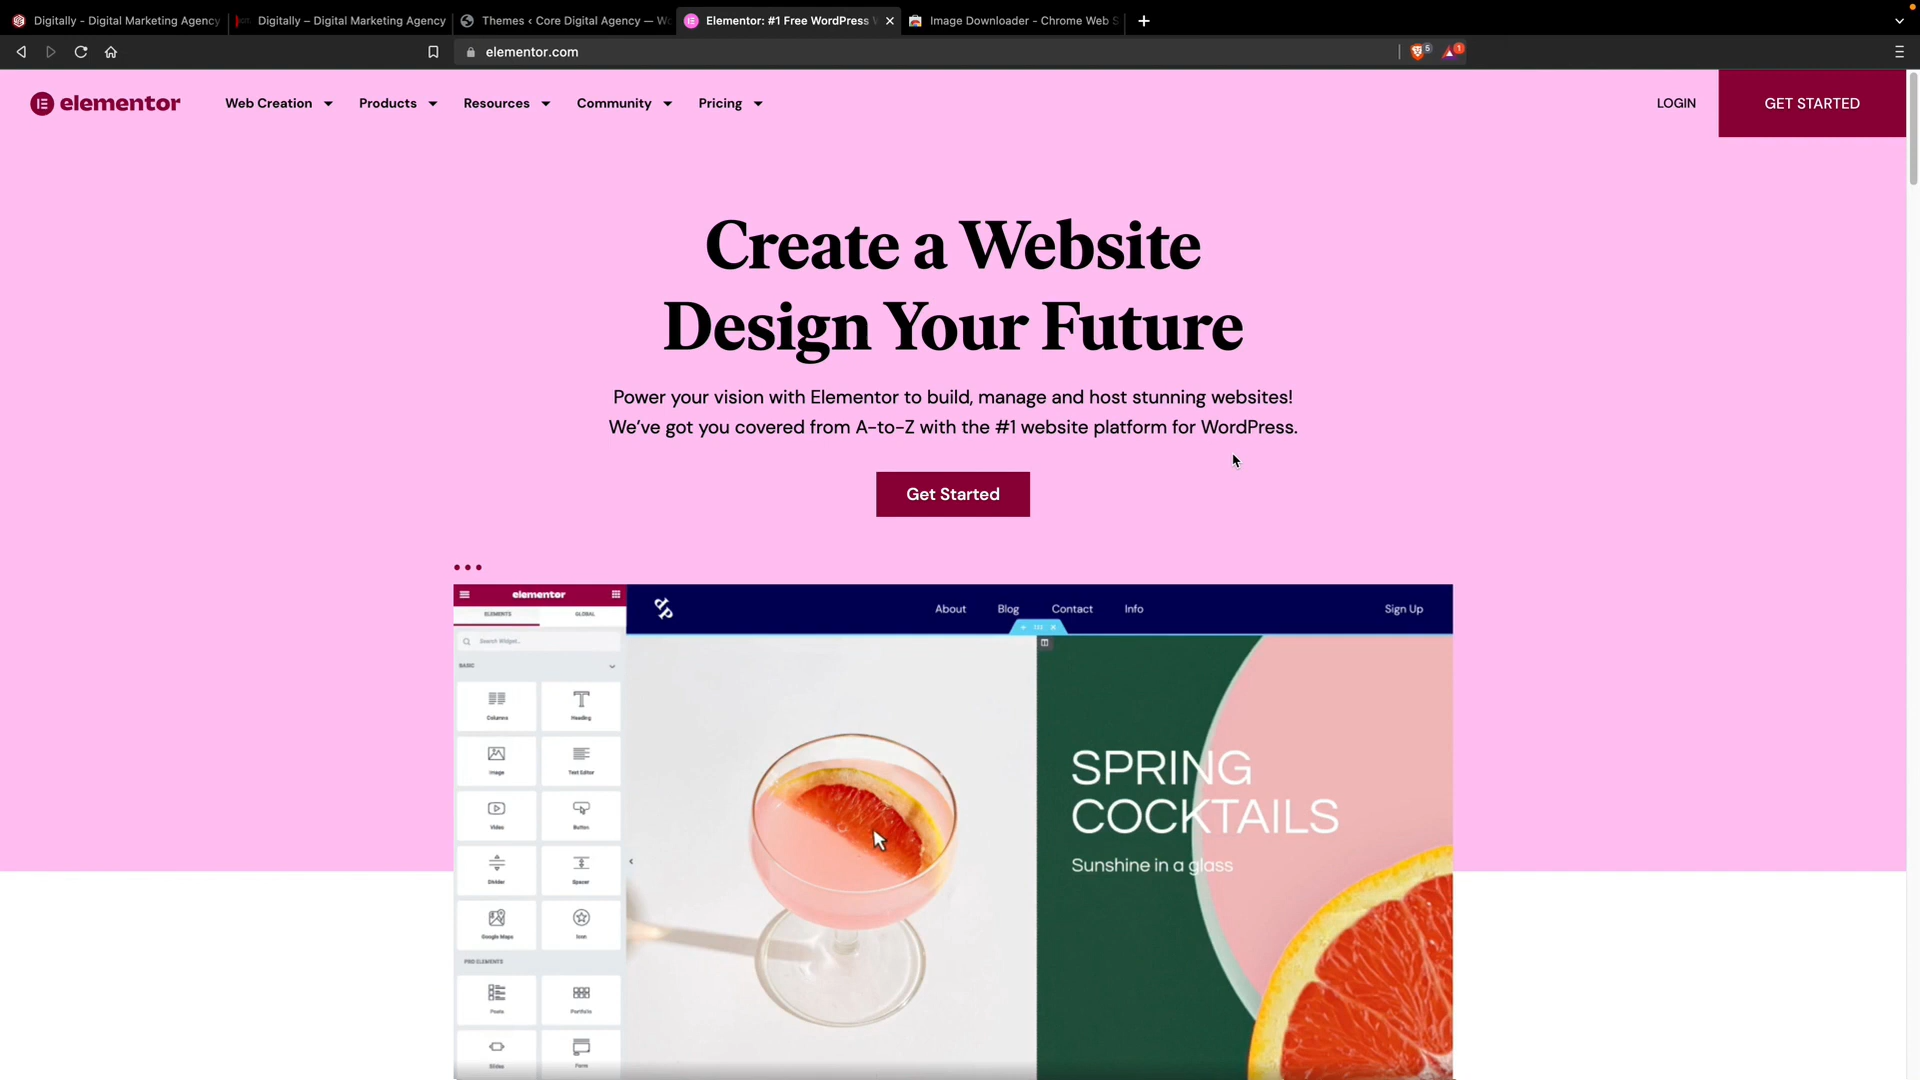 Digitally - Digital Marketing Agency
Digitally – Digital Marketing Agency
Themes ‹ Core Digital Agency — Wo
Elementor: #1 Free WordPress W
Image Downloader - Chrome Web S
elementor.com
5
1
elementor
Web Creation
Products
Resources
Community
Pricing
LOGIN
GET STARTED
Create a Website
Design Your Future
Power your vision with Elementor to build, manage and host stunning websites!
We've got you covered from A-to-Z with the #1 website platform for WordPress.
Get Started
elementor
ELEMENTS
GLOBAL
Search Widget...
BASIC
Columns
Heading
Image
Text Editor
Video
Button
Divider
Spacer
Google Maps
Icon
PRO ELEMENTS
Posts
Portfolio
Slides
Form
About
Blog
Contact
Info
Sign Up
SPRING
COCKTAILS
Sunshine in a glass